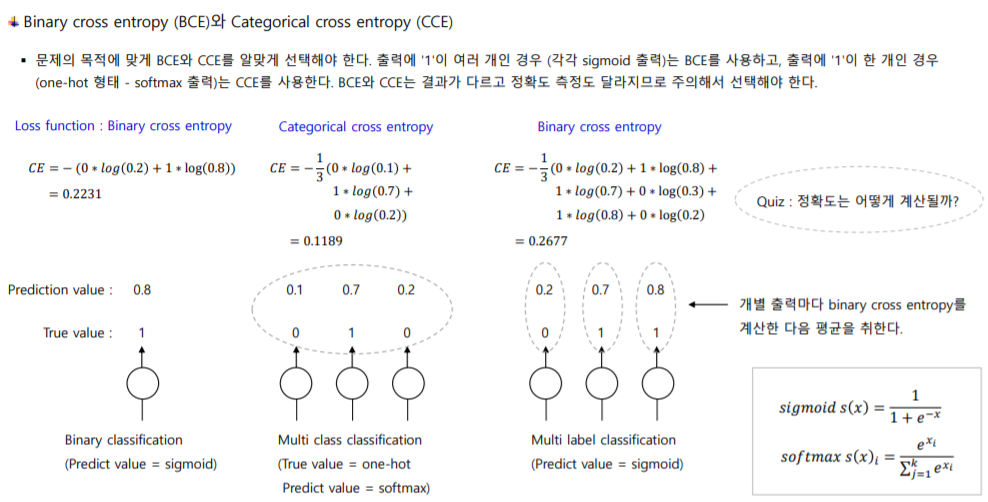 Binary cross entropy (BCE)와 Categorical cross entropy (CCE)
▪ 문제의 목적에 맞게 BCE와 CCE를 알맞게 선택해야 한다. 출력에 '1'이 여러 개인 경우 (각각 sigmoid 출력)는 BCE를 사용하고, 출력에 '1'이 한 개인 경우
(one-hot 형태 - softmax 출력)는 CCE를 사용한다. BCE와 CCE는 결과가 다르고 정확도 측정도 달라지므로 주의해서 선택해야 한다.
Loss function : Binary cross entropy
CE = − (0 * log(0.2) + 1 * log(0.8))
= 0.2231
Categorical cross entropy
CE = −1/3(0 * log(0.1) +
1 * log(0.7) +
0 * log(0.2))
= 0.1189
Binary cross entropy
CE = −1/3(0 * log(0.2) + 1 * log(0.8) +
1 * log(0.7) + 0 * log(0.3) +
1 * log(0.8) + 0 * log(0.2)
= 0.2677
Quiz : 정확도는 어떻게 계산될까?
Prediction value : 0.8 0.1 0.7 0.2 0.2 0.7 0.8
True value : 1 0 1 0 0 1 1
개별 출력마다 binary cross entropy를
계산한 다음 평균을 취한다.
Binary classification
(Predict value = sigmoid)
Multi class classification
(True value = one-hot
Predict value = softmax)
Multi label classification
(Predict value = sigmoid)
sigmoid s(x) = 1 / (1 + e^−x)
softmax s(x)_i = e^{x_i} / ∑_{j=1}^{k} e^{x_i}